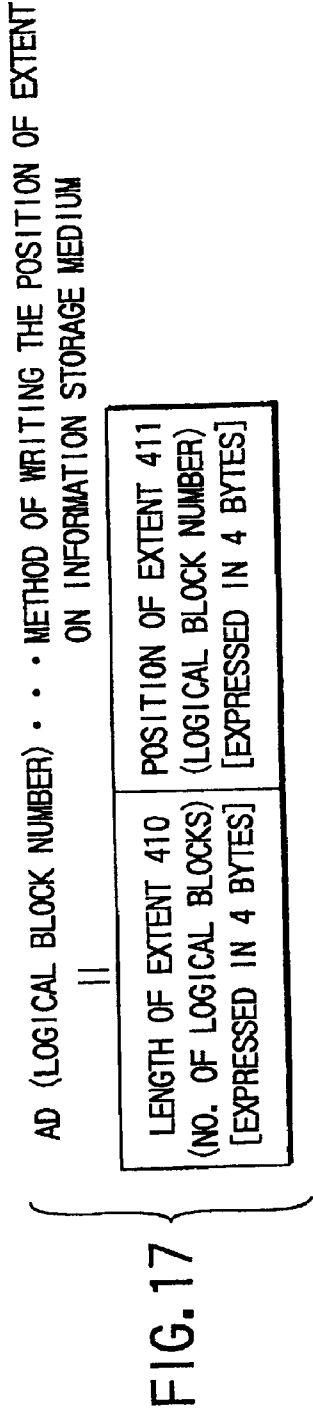 AD (LOGICAL BLOCK NUMBER) · · · METHOD OF WRITING THE POSITION OF EXTENT
ON INFORMATION STORAGE MEDIUM
||
LENGTH OF EXTENT 410
(NO. OF LOGICAL BLOCKS)
[EXPRESSED IN 4 BYTES]
POSITION OF EXTENT 411
(LOGICAL BLOCK NUMBER)
[EXPRESSED IN 4 BYTES]
FIG. 17